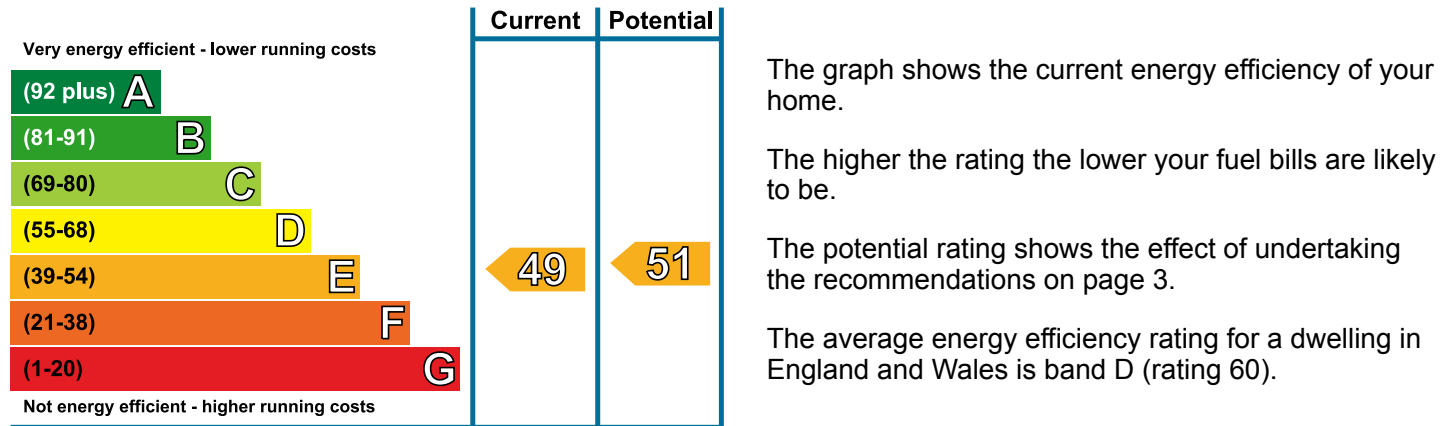 Current Potential
Very energy efficient - lower running costs
(92 plus) A
(81-91) B
(69-80) C
(55-68) D
(39-54) E
(21-38) F
(1-20) G
49 51
Not energy efficient - higher running costs
The graph shows the current energy efficiency of your
home.
The higher the rating the lower your fuel bills are likely
to be.
The potential rating shows the effect of undertaking
the recommendations on page 3.
The average energy efficiency rating for a dwelling in
England and Wales is band D (rating 60).